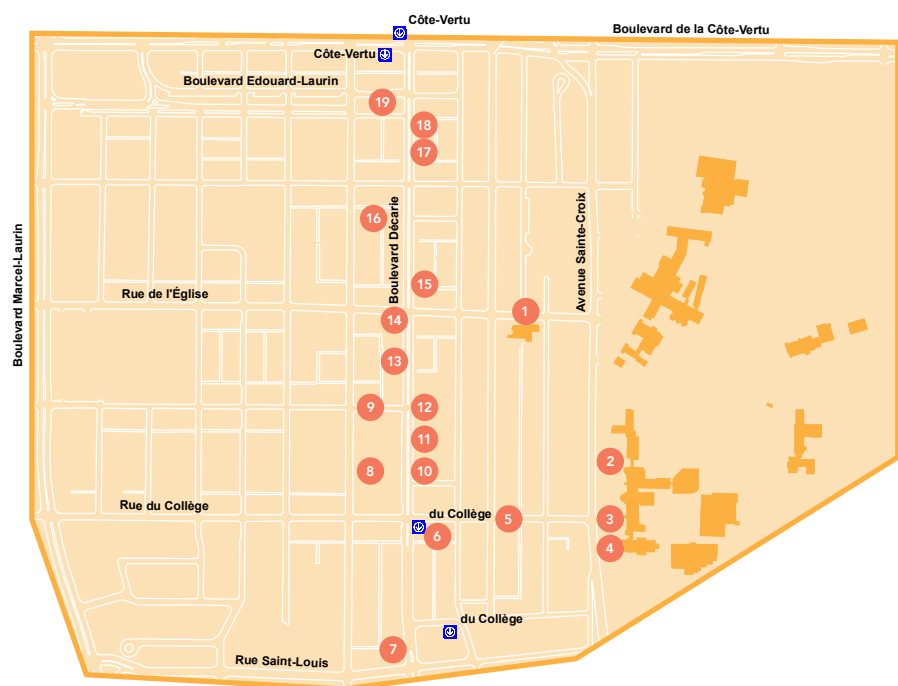 Côte-Vertu
Boulevard de la Côte-Vertu
Côte-Vertu
Boulevard Edouard-Laurin
19
18
17
16
Boulevard Décarie
Avenue Sainte-Croix
Boulevard Marcel-Laurin
Rue de l'Église
15
1
14
13
9
12
11
2
8
10
Rue du Collège
du Collège
5
3
6
4
du Collège
7
Rue Saint-Louis